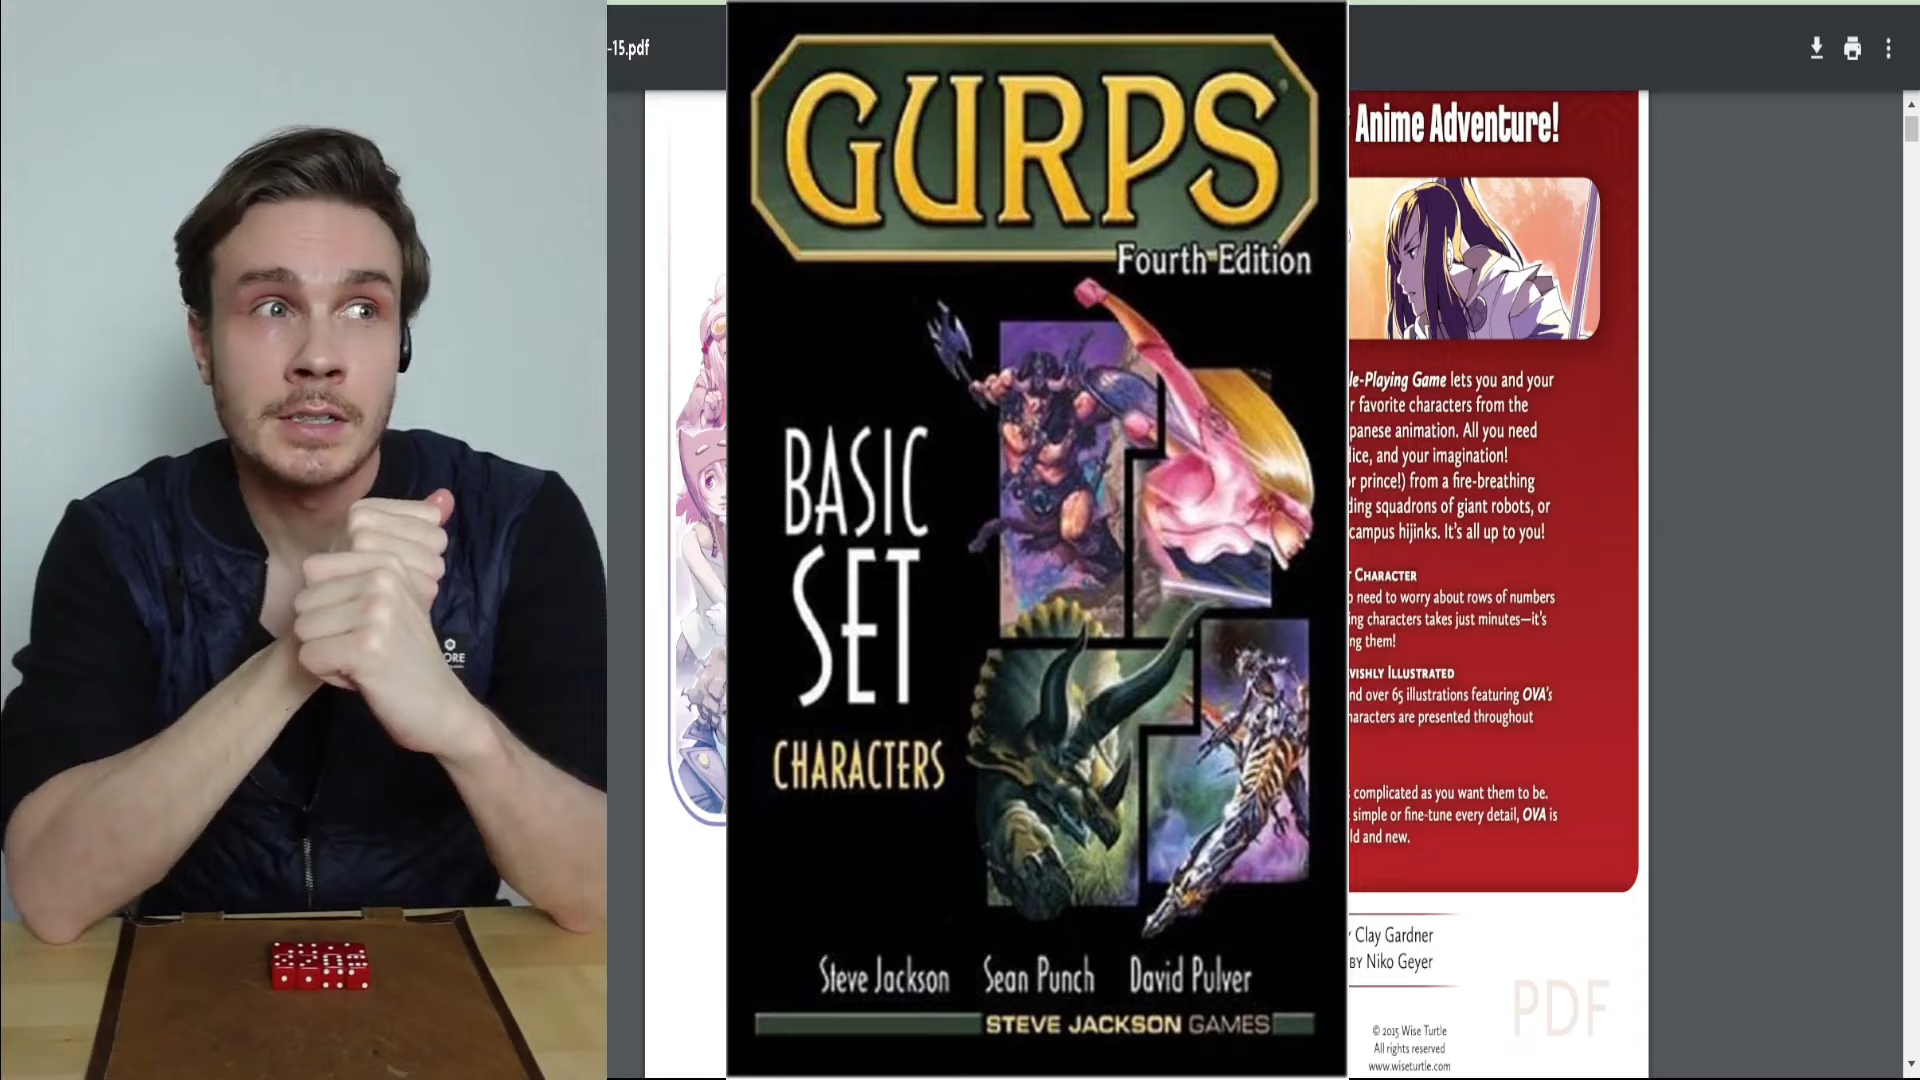 -15.pdf
GURPS
Fourth Edition
BASIC
SET
CHARACTERS
Steve Jackson Sean Punch David Pulver
STEVE JACKSON GAMES
ORE
Anime Adventure!
le-Playing Game lets you and your
r favorite characters from the
panese animation. All you need
dice, and your imagination!
or prince!) from a fire-breathing
ding squadrons of giant robots, or
campus hijinks. It's all up to you!
CHARACTER
need to worry about rows of numbers
ing characters takes just minutes—it's
ng them!
VISHLY ILLUSTRATED
nd over 65 illustrations featuring OVA's
haracters are presented throughout
complicated as you want them to be.
simple or fine-tune every detail, OVA is
ld and new.
Clay Gardner
BY Niko Geyer
PDF
© 2015 Wise Turtle
All rights reserved
www.wiseturtle.com